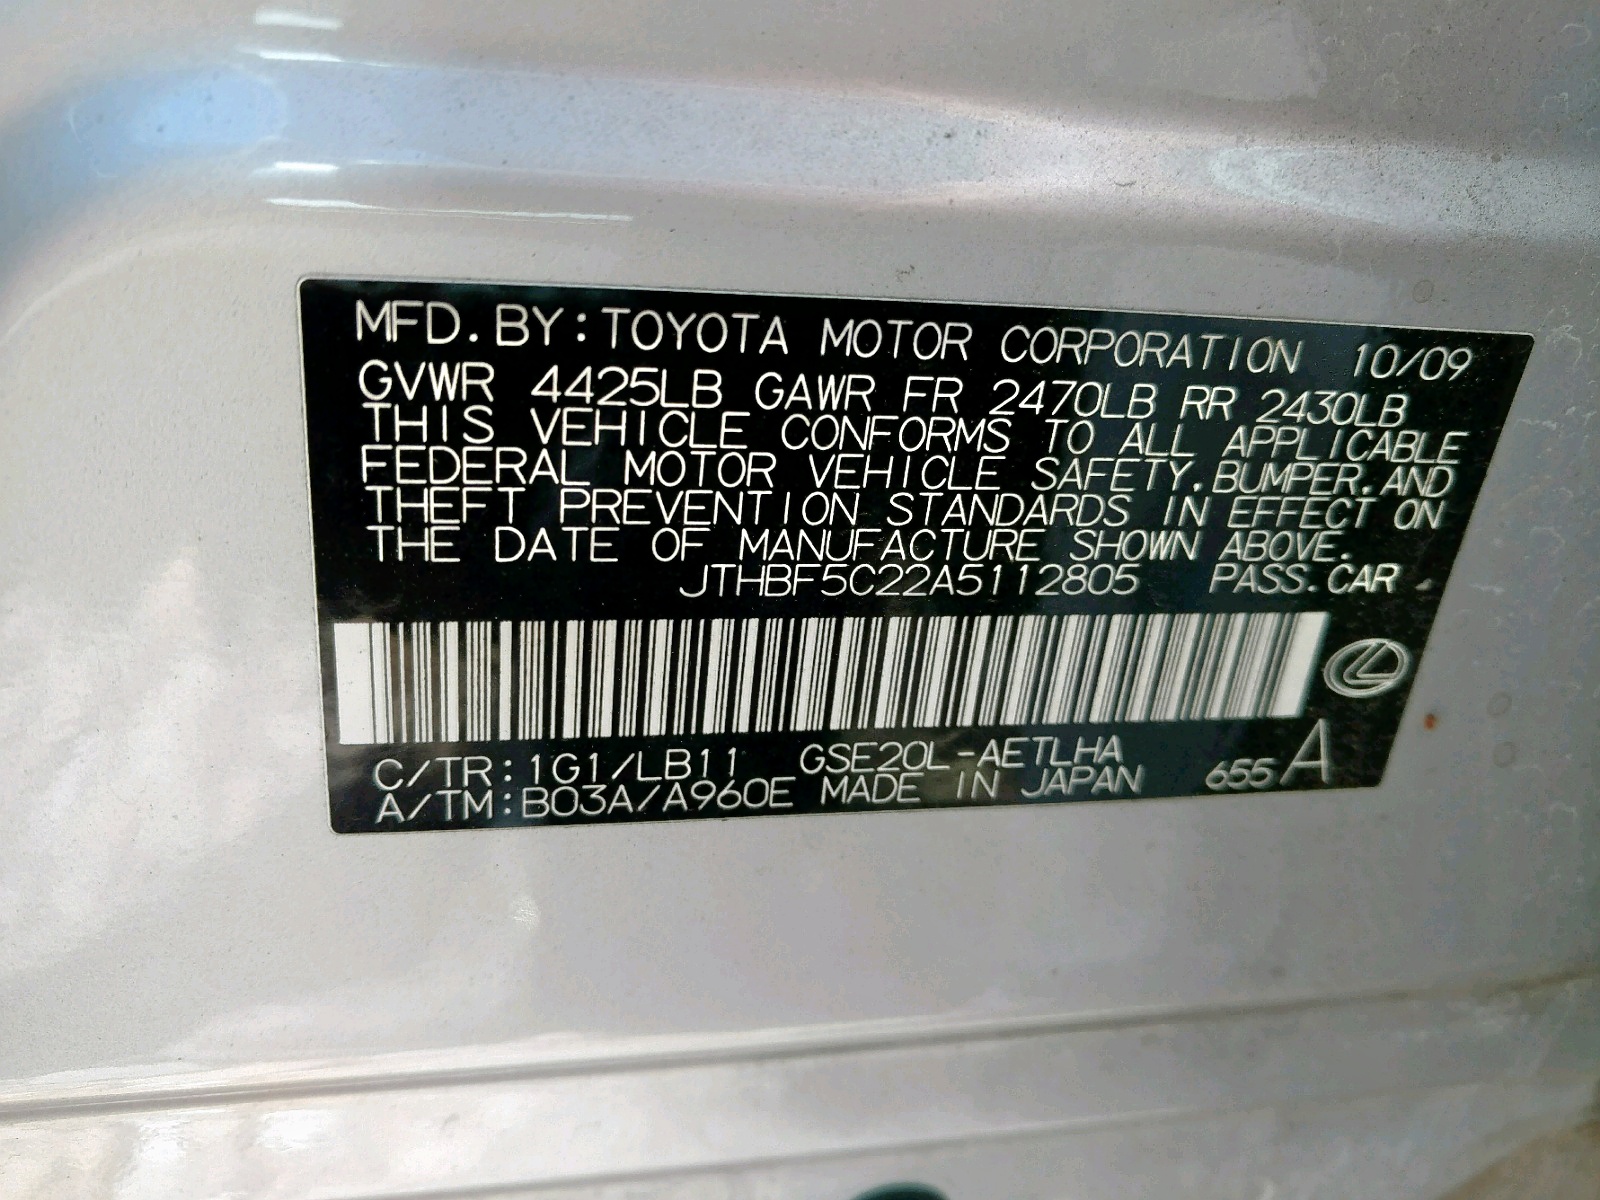 MFD. BY: TOYOTA MOTOR CORPORATION 10/09
GVWR 4425LB GAWR FR 2470LB RR 2430LB
THIS VEHICLE CONFORMS TO ALL APPLICABLE
FEDERAL MOTOR VEHICLE SAFETY, BUMPER, AND
THEFT PREVENTION STANDARDS IN EFFECT ON
THE DATE OF MANUFACTURE SHOWN ABOVE.
JTHBF5C22A5112805 PASS. CAR
C/TR: 1G1/LB11 GSE20L-AETLHA
A/TM: B03A/A960E MADE IN JAPAN 655 A